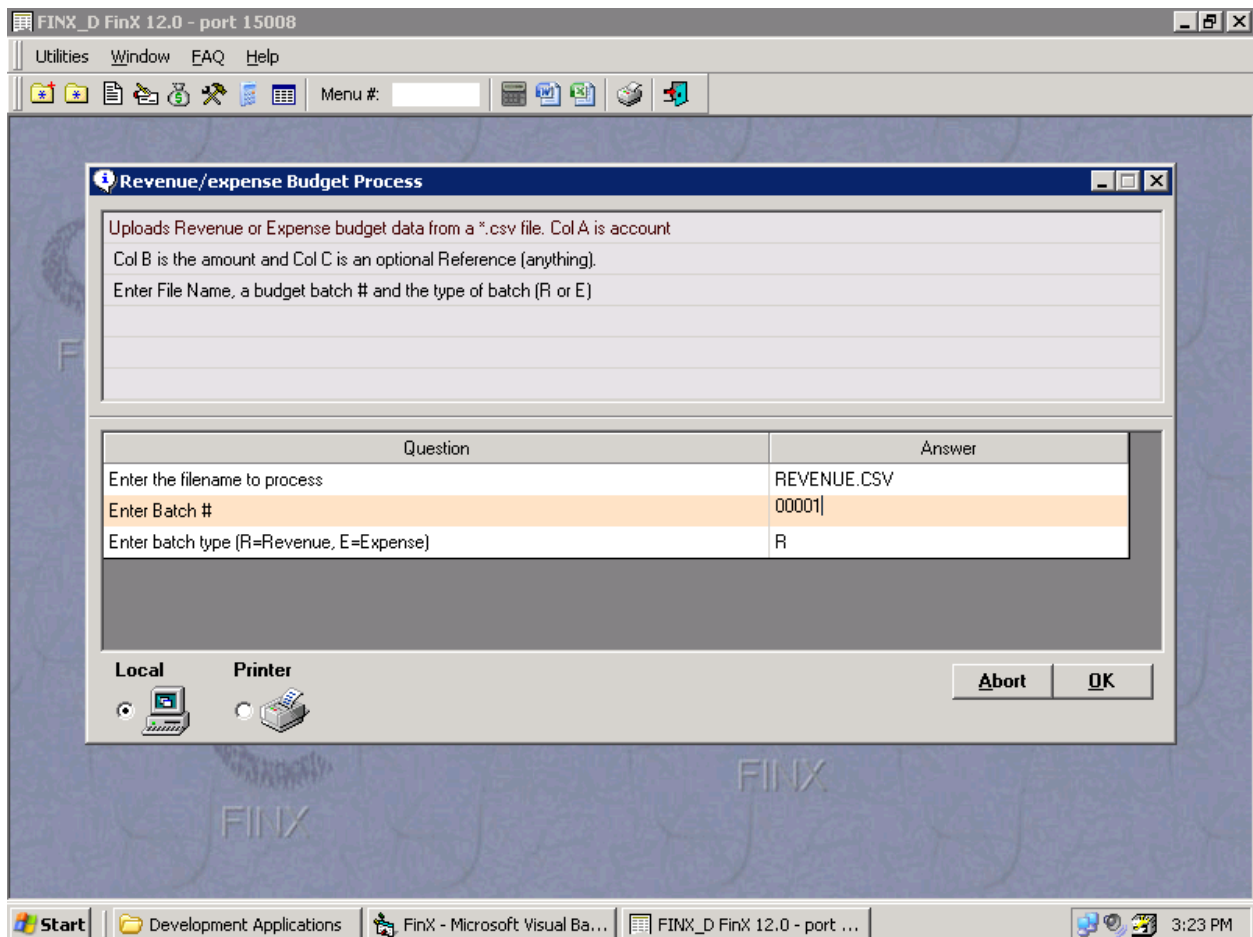 FINX_D FinX 12.0 - port 15008
Utilities Window FAQ Help
Menu #:
Revenue/expense Budget Process
Uploads Revenue or Expense budget data from a *.csv file. Col A is account
Col B is the amount and Col C is an optional Reference (anything).
Enter File Name, a budget batch # and the type of batch (R or E)
Question Answer
Enter the filename to process REVENUE.CSV
Enter Batch # 00001
Enter batch type (R=Revenue, E=Expense) R
Local Printer
Abort OK
FINX
FINX
Start Development Applications FinX - Microsoft Visual Ba... FINX_D FinX 12.0 - port ... 3:23 PM